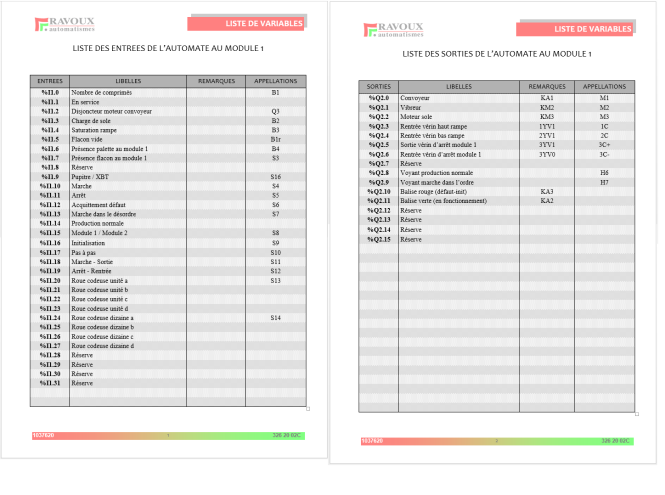 RAVOUX
automatismes
LISTE DE VARIABLES
LISTE DES ENTREES DE L'AUTOMATE AU MODULE 1
ENTREES LIBELLES REMARQUES APPELLATIONS
%I1.0 Nombre de comprimés B1
%I1.1 En service
%I1.2 Disjoncteur moteur convoyeur Q3
%I1.3 Charge de sole B2
%I1.4 Saturation rampe B3
%I1.5 Flacon vide B1r
%I1.6 Présence palette au module 1 B4
%I1.7 Présence flacon au module 1 S3
%I1.8 Réserve
%I1.9 Pupitre / XBT S16
%I1.10 Marche S4
%I1.11 Arrêt S5
%I1.12 Acquittement défaut S6
%I1.13 Marche dans le désordre S7
%I1.14 Production normale
%I1.15 Module 1 / Module 2 S8
%I1.16 Initialisation S9
%I1.17 Pas à pas S10
%I1.18 Marche - Sortie S11
%I1.19 Arrêt - Rentrée S12
%I1.20 Roue codeuse unité a S13
%I1.21 Roue codeuse unité b
%I1.22 Roue codeuse unité c
%I1.23 Roue codeuse unité d
%I1.24 Roue codeuse dizaine a S14
%I1.25 Roue codeuse dizaine b
%I1.26 Roue codeuse dizaine c
%I1.27 Roue codeuse dizaine d
%I1.28 Réserve
%I1.29 Réserve
%I1.30 Réserve
%I1.31 Réserve
1037620 320 20 02C
RAVOUX
automatismes
LISTE DE VARIABLES
LISTE DES SORTIES DE L'AUTOMATE AU MODULE 1
SORTIES LIBELLES REMARQUES APPELLATIONS
%Q2.0 Convoyeur KA1 M1
%Q2.1 Vibreur KM2 M2
%Q2.2 Moteur sole KM3 M3
%Q2.3 Rentrée vérin haut rampe 1YV1 1C
%Q2.4 Rentrée vérin bas rampe 2YV1 2C
%Q2.5 Sortie vérin d'arrêt module 1 3YV1 3C+
%Q2.6 Rentrée vérin d'arrêt module 1 3YV0 3C-
%Q2.7 Réserve
%Q2.8 Voyant production normale H6
%Q2.9 Voyant marche dans l'ordre H7
%Q2.10 Balise rouge (défaut-init) KA3
%Q2.11 Balise verte (en fonctionnement) KA2
%Q2.12 Réserve
%Q2.13 Réserve
%Q2.14 Réserve
%Q2.15 Réserve
1037620 320 20 02C